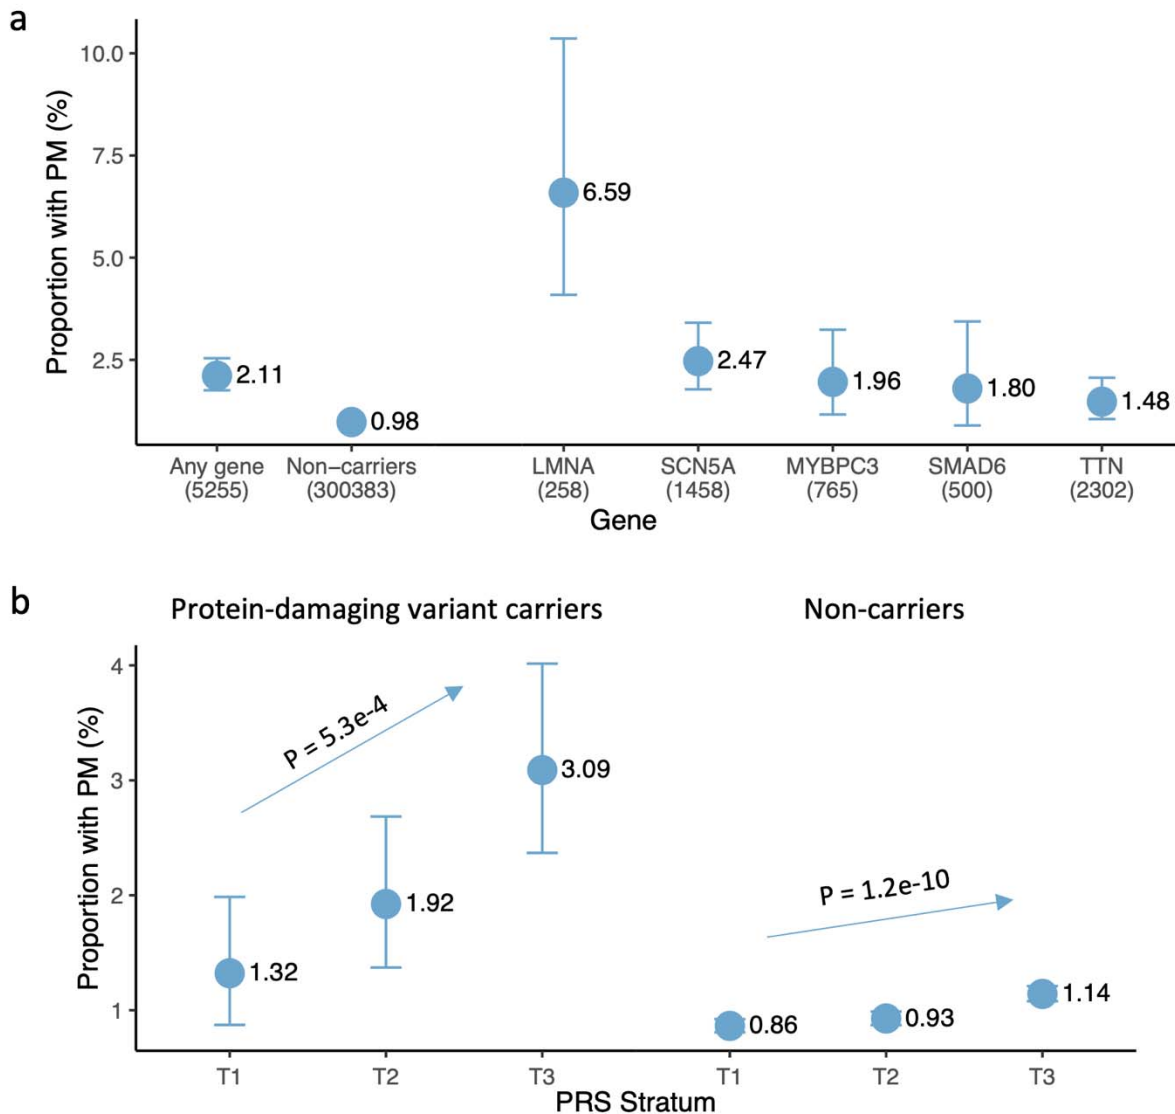 a
Proportion with PM (%)
10.0
7.5
5.0
2.5
2.11
0.98
6.59
2.47
1.96
1.80
1.48
Any gene Non−carriers LMNA SCN5A MYBPC3 SMAD6 TTN
(5255) (300383) (258) (1458) (765) (500) (2302)
Gene
b
Protein-damaging variant carriers Non-carriers
Proportion with PM (%)
4
3
2
1
P = 5.3e-4
1.32
1.92
3.09
P = 1.2e-10
0.86
0.93
1.14
T1 T2 T3 T1 T2 T3
PRS Stratum